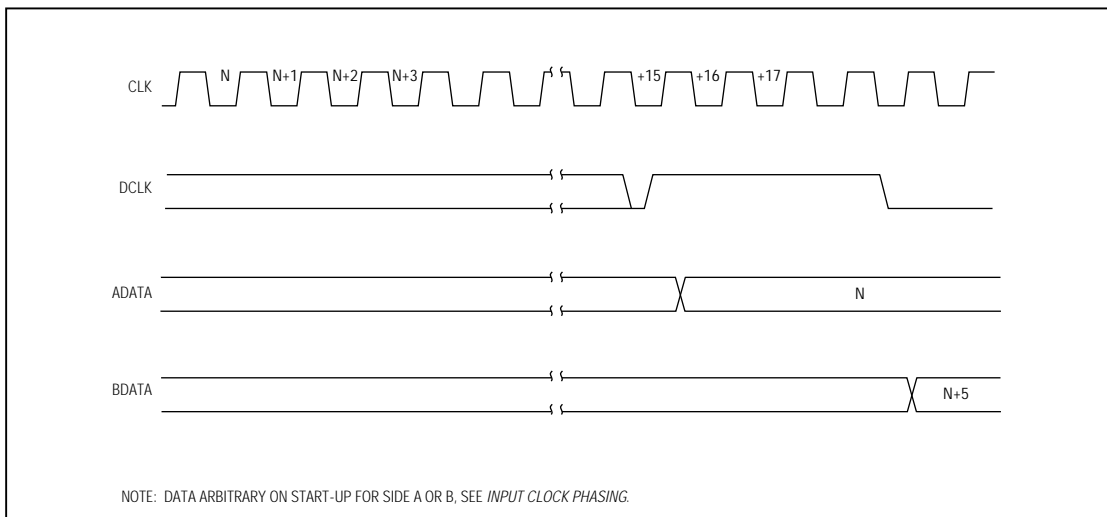 CLK N N+1 N+2 N+3 +15 +16 +17
DCLK
ADATA N
BDATA N+5
NOTE: DATA ARBITRARY ON START-UP FOR SIDE A OR B, SEE INPUT CLOCK PHASING.